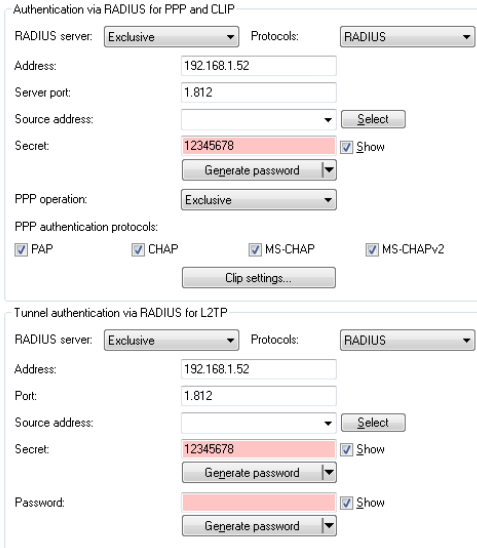 Authentication via RADIUS for PPP and CLIP
RADIUS server: Exclusive Protocols: RADIUS
Address: 192.168.1.52
Server port: 1.812
Source address: Select
Secret: 12345678 Show
Generate password
PPP operation: Exclusive
PPP authentication protocols:
PAP CHAP MS-CHAP MS-CHAPv2
Clip settings...
Tunnel authentication via RADIUS for L2TP
RADIUS server: Exclusive Protocols: RADIUS
Address: 192.168.1.52
Port: 1.812
Source address: Select
Secret: 12345678 Show
Generate password
Password: Show
Generate password